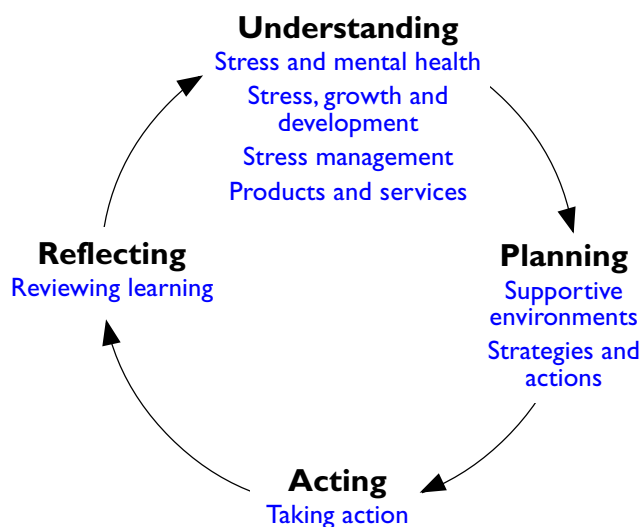 Understanding
Stress and mental health
Stress, growth and
development
Stress management
Products and services
Planning
Supportive
environments
Strategies and
actions
Acting
Taking action
Reflecting
Reviewing learning